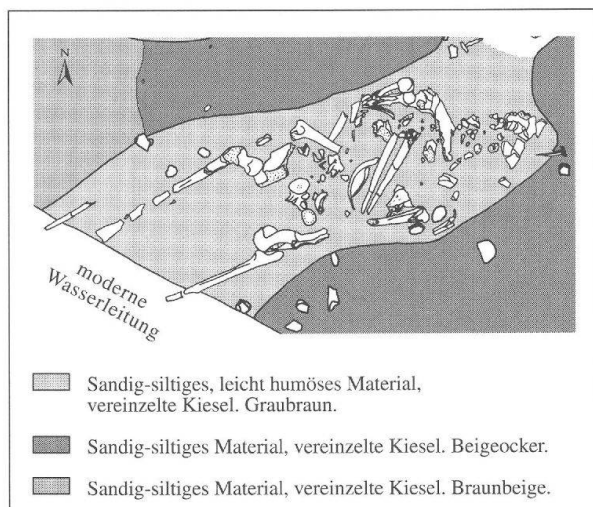 N
moderne
Wasserleitung
Sandig-siltiges, leicht humöses Material,
vereinzelte Kiesel. Graubraun.
Sandig-siltiges Material, vereinzelte Kiesel. Beigeocker.
Sandig-siltiges Material, vereinzelte Kiesel. Braunbeige.